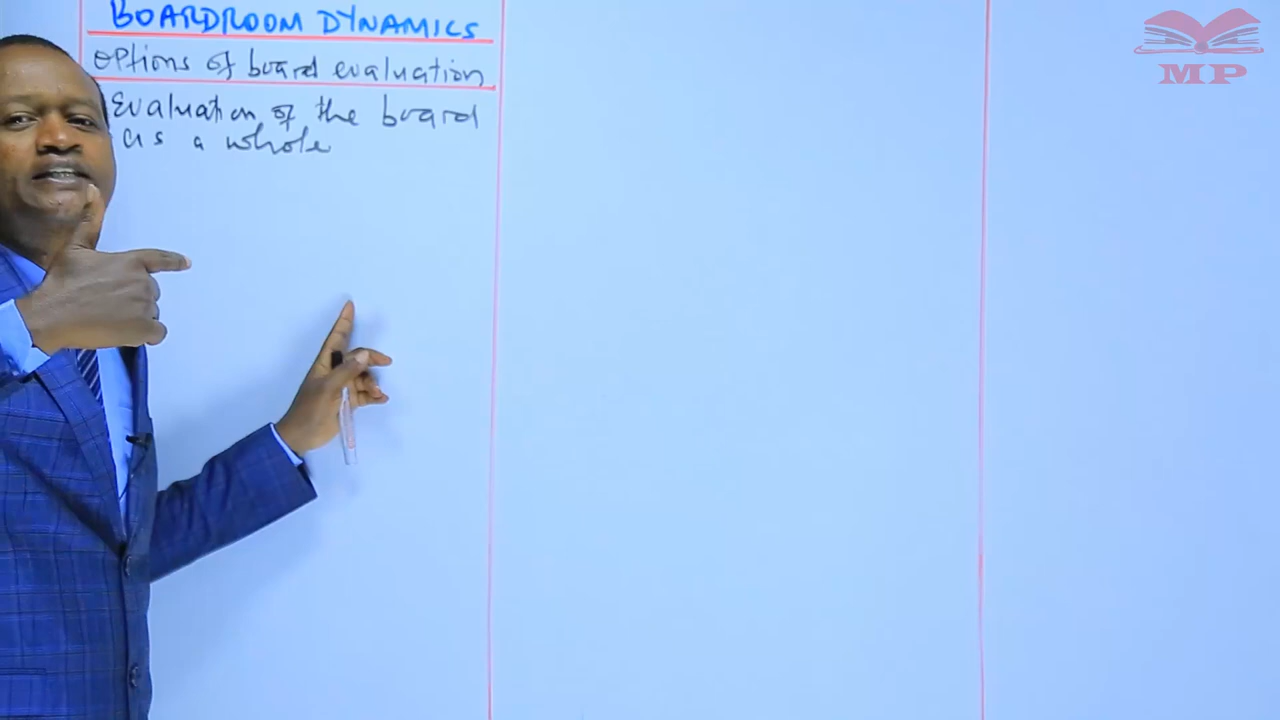 BOARDROOM DYNAMICS
options of board evaluation
Evaluation of the board
as a whole
MP